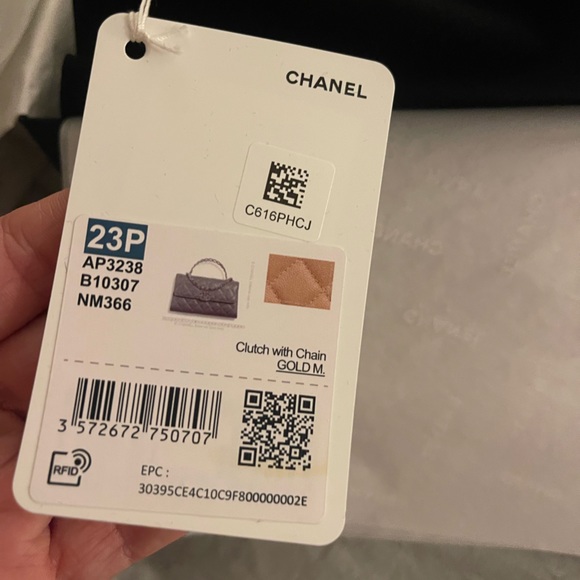 CHANEL
C616PHCJ
23P
AP3238
B10307
NM366
Clutch with Chain
GOLD M.
3 572672 750707
RFID
EPC :
30395CE4C10C9F800000002E